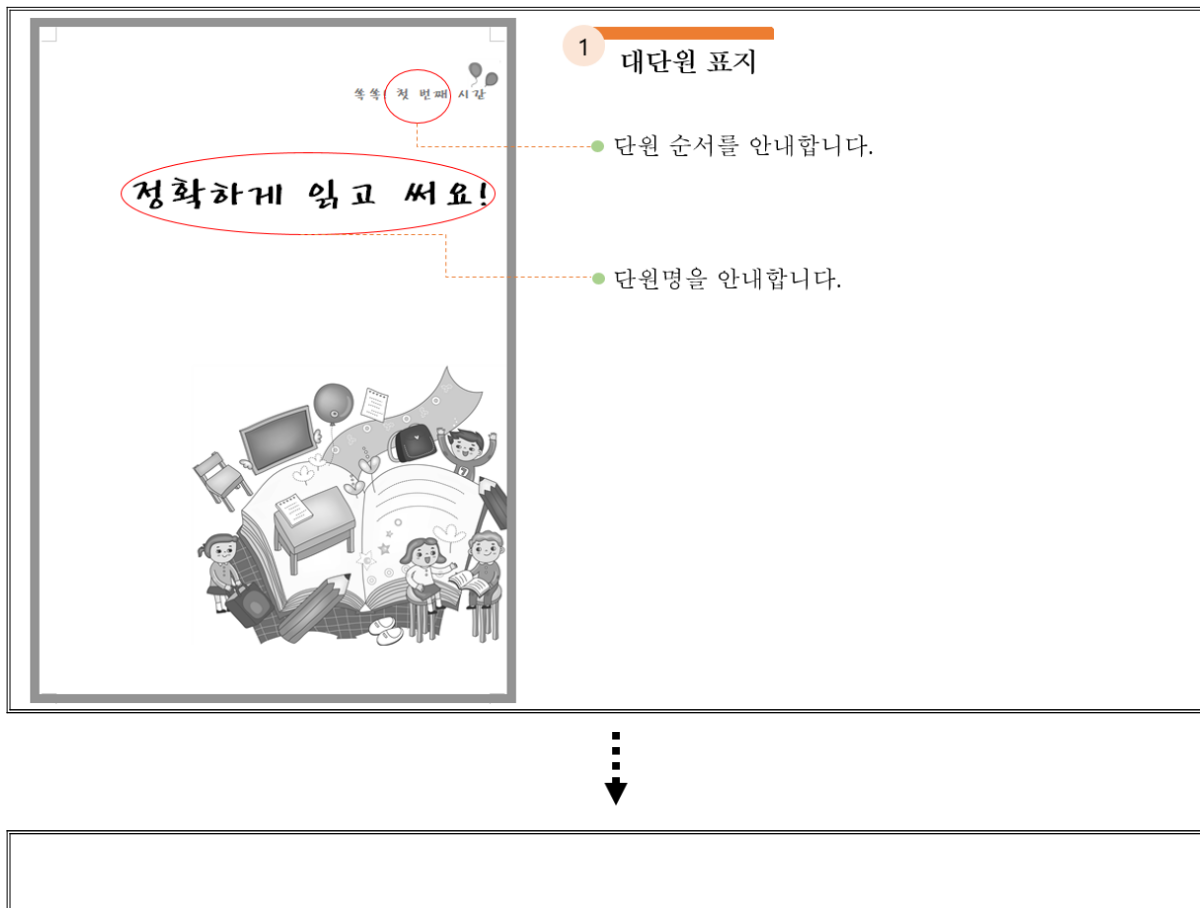 쏙쏙! 첫 번째 시간
정확하게 읽고 써요!
1
대단원 표지
단원 순서를 안내합니다.
단원명을 안내합니다.